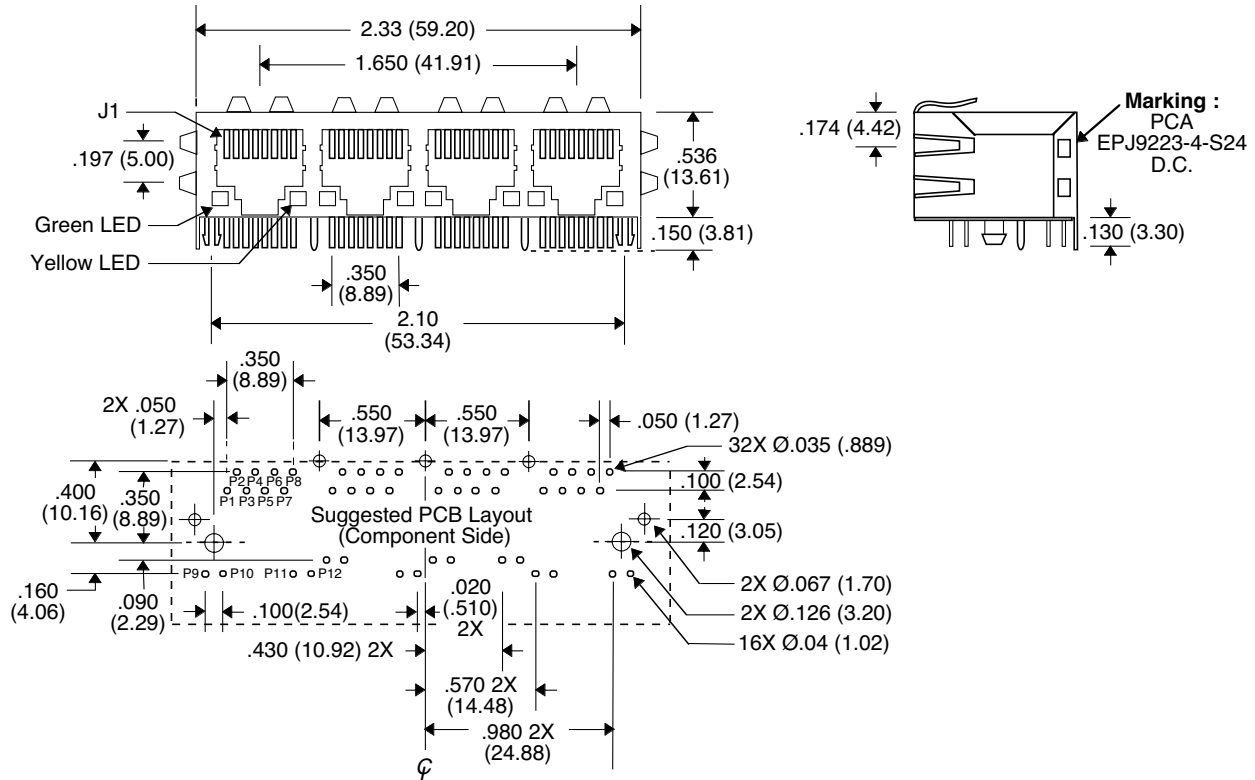 2.33 (59.20)
1.650 (41.91)
J1
.197 (5.00)
Green LED
Yellow LED
.536
(13.61)
.150 (3.81)
.350
(8.89)
2.10
(53.34)
.174 (4.42)
Marking :
PCA
EPJ9223-4-S24
D.C.
.130 (3.30)
.350
(8.89)
2X .050
(1.27)
.550
(13.97)
.550
(13.97)
.050 (1.27)
32X Ø.035 (.889)
.100 (2.54)
.400
(10.16)
.350
(8.89)
P2 P4 P6 P8
P1 P3 P5 P7
Suggested PCB Layout
(Component Side)
.120 (3.05)
P9 P10 P11 P12
.160
(4.06)
.090
(2.29)
.100(2.54)
.020
(.510)
2X
2X Ø.067 (1.70)
2X Ø.126 (3.20)
16X Ø.04 (1.02)
.430 (10.92) 2X
.570 2X
(14.48)
.980 2X
(24.88)
℄